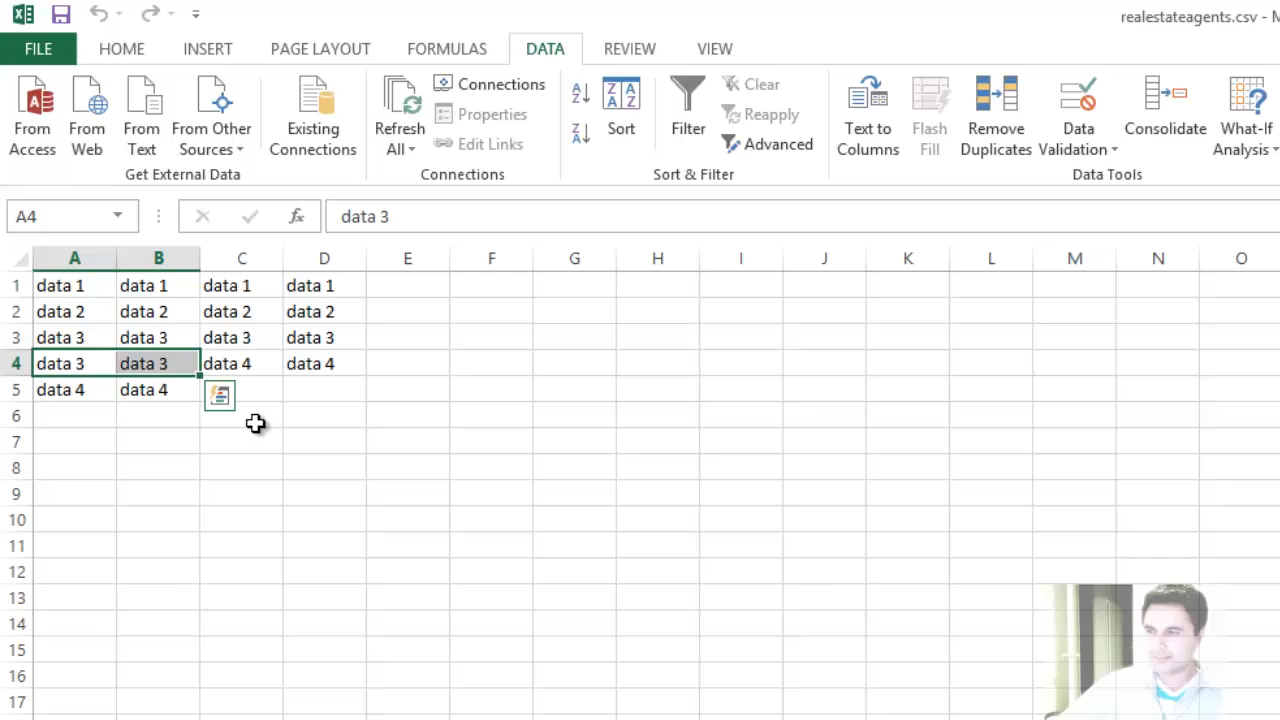 realestateagents.csv - M
FILE HOME INSERT PAGE LAYOUT FORMULAS DATA REVIEW VIEW
From Access
From Web
From Text
From Other Sources
Existing Connections
Refresh All
Connections
Properties
Edit Links
Sort
Filter
Clear
Reapply
Advanced
Text to Columns
Flash Fill
Remove Duplicates
Data Validation
Consolidate
What-If Analysis
Get External Data
Connections
Sort & Filter
Data Tools
A4 fx data 3
A B C D E F G H I J K L M N O
1 data 1 data 1 data 1 data 1
2 data 2 data 2 data 2 data 2
3 data 3 data 3 data 3 data 3
4 data 3 data 3 data 4 data 4
5 data 4 data 4
6
7
8
9
10
11
12
13
14
15
16
17